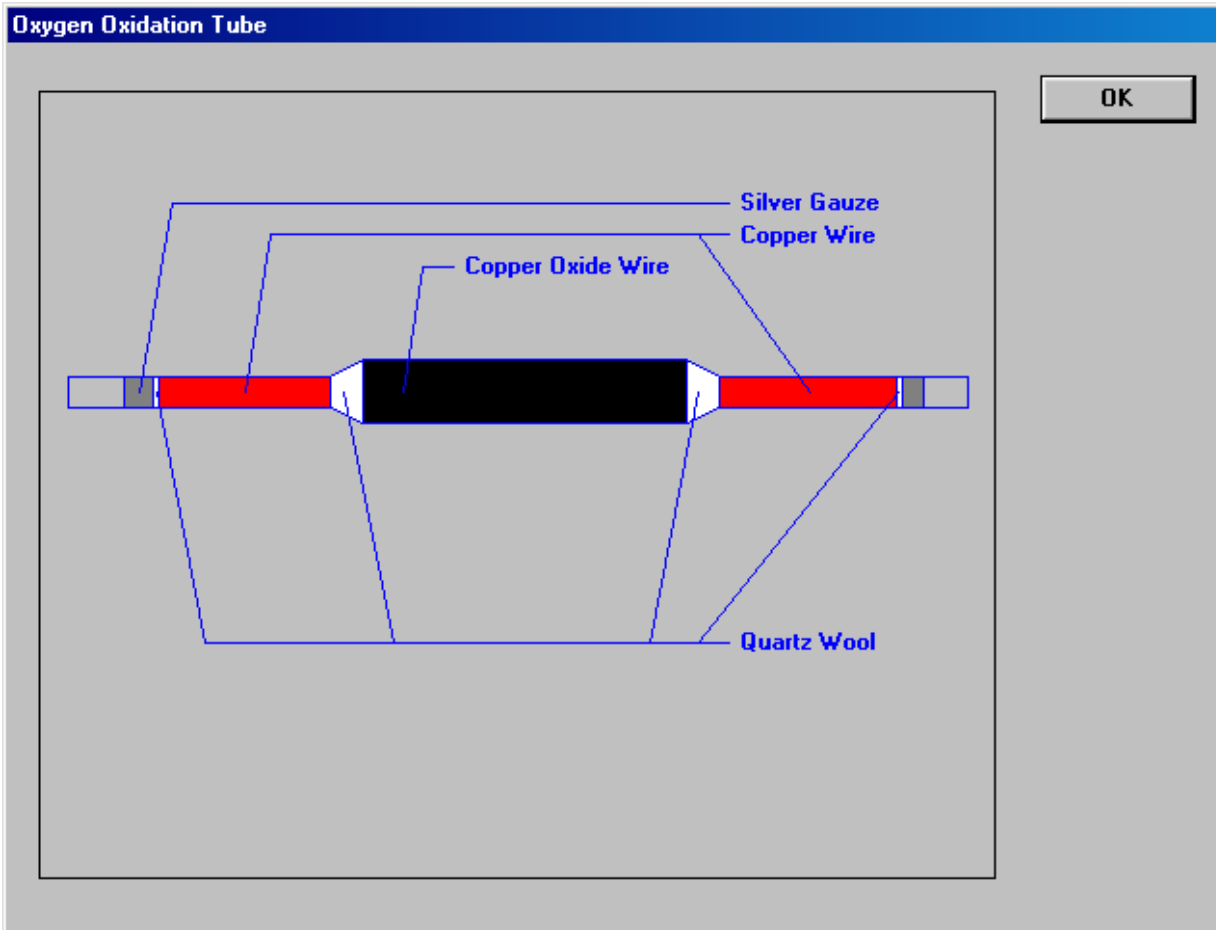 Oxygen Oxidation Tube
OK
Silver Gauze
Copper Wire
Copper Oxide Wire
Quartz Wool